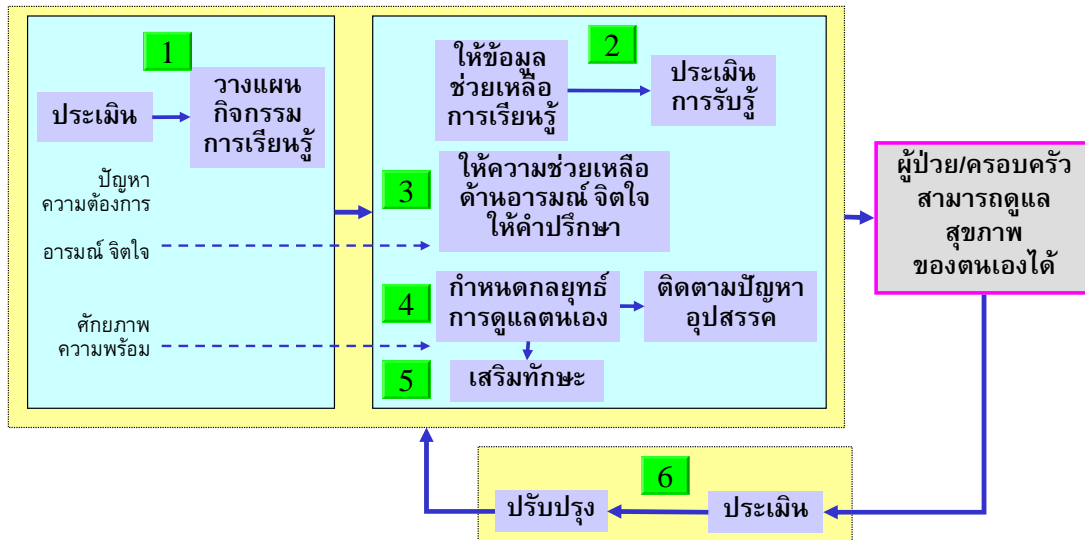 1
ประเมิน
วางแผน
กิจกรรม
การเรียนรู้
ปัญหา
ความต้องการ
อารมณ์ จิตใจ
ศักยภาพ
ความพร้อม
2
ให้ข้อมูล
ช่วยเหลือ
การเรียนรู้
ประเมิน
การรับรู้
3
ให้ความช่วยเหลือ
ด้านอารมณ์ จิตใจ
ให้คำปรึกษา
4
กำหนดกลยุทธ์
การดูแลตนเอง
ติดตามปัญหา
อุปสรรค
5
เสริมทักษะ
ผู้ป่วย/ครอบครัว
สามารถดูแล
สุขภาพ
ของตนเองได้
6
ปรับปรุง
ประเมิน